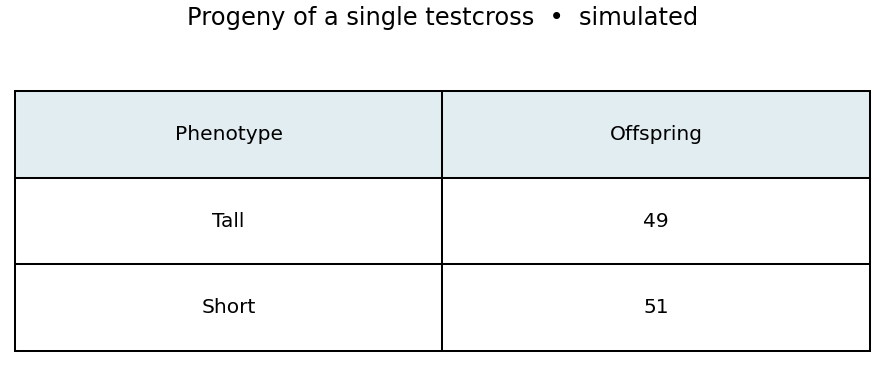 Progeny of a single testcross • simulated
Phenotype Offspring
Tall 49
Short 51